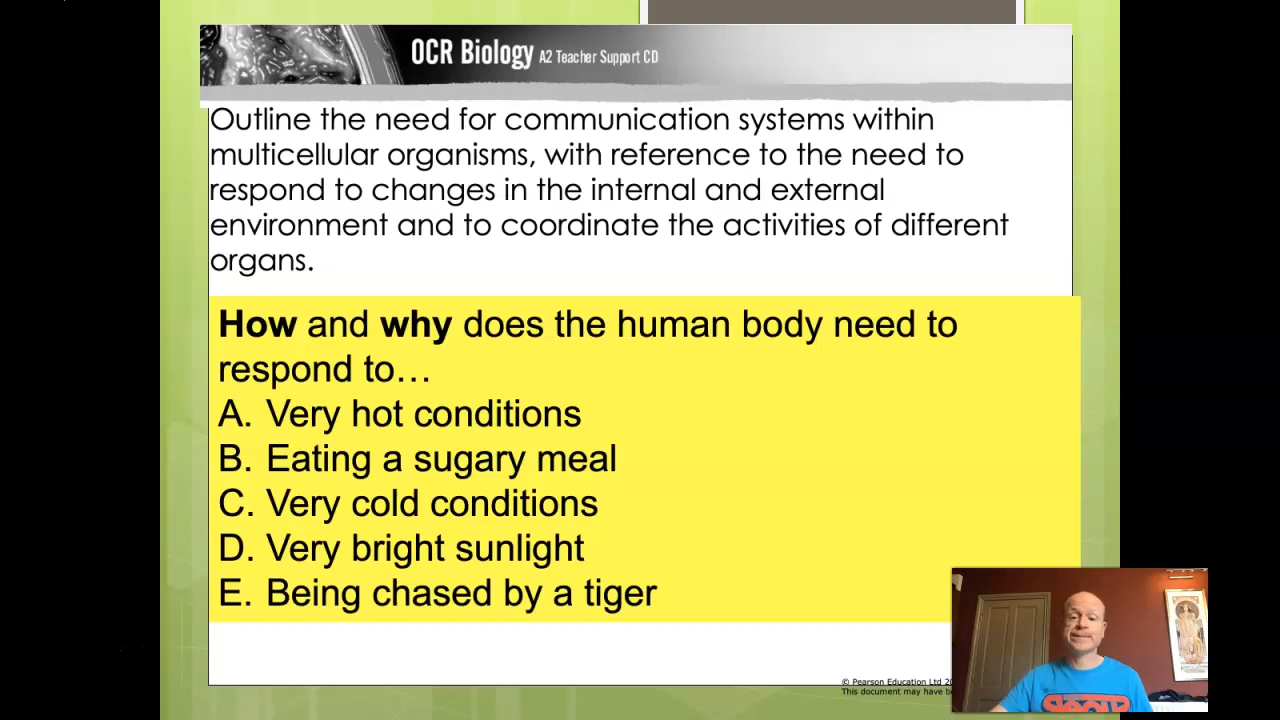 OCR Biology A2 Teacher Support CD
Outline the need for communication systems within
multicellular organisms, with reference to the need to
respond to changes in the internal and external
environment and to coordinate the activities of different
organs.
How and why does the human body need to
respond to…
A. Very hot conditions
B. Eating a sugary meal
C. Very cold conditions
D. Very bright sunlight
E. Being chased by a tiger
© Pearson Education Ltd
This document may have